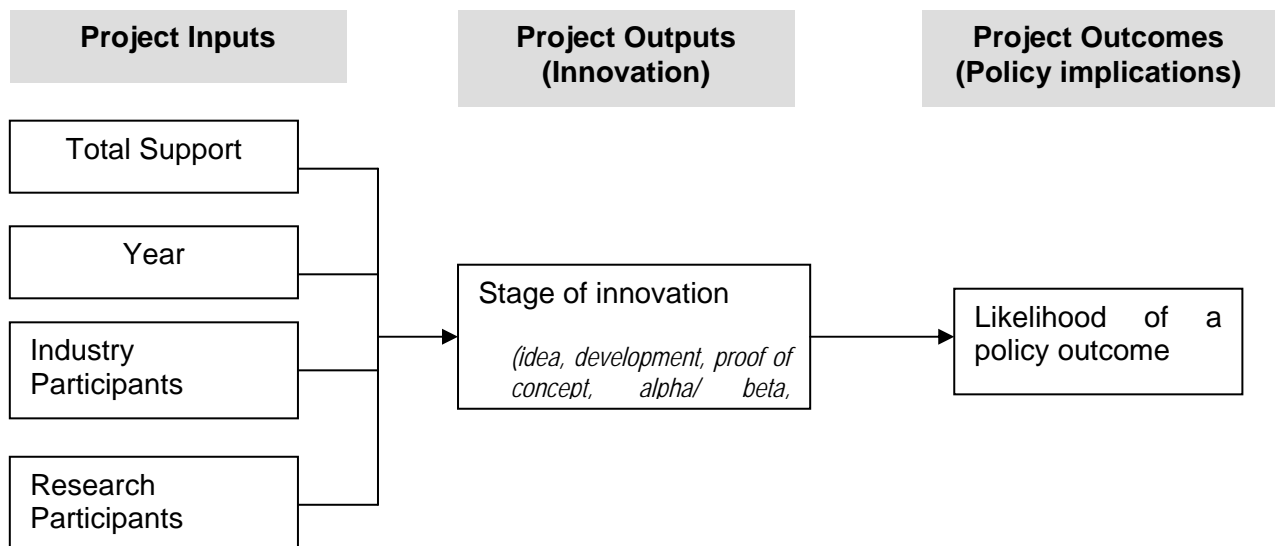 Project Inputs
Project Outputs
(Innovation)
Project Outcomes
(Policy implications)
Total Support
Year
Industry
Participants
Research
Participants
Stage of innovation
(idea, development, proof of
concept, alpha/ beta,
Likelihood of a
policy outcome